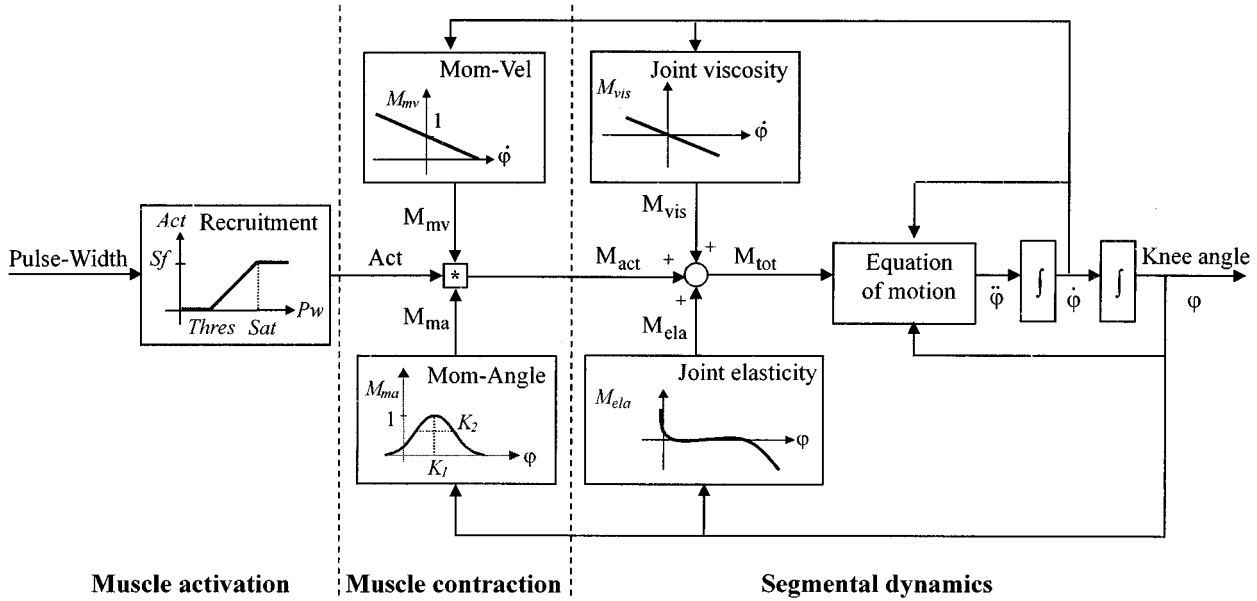 Mom-Vel
M_mv
1
φ̇
Joint viscosity
M_vis
φ̇
M_mv
M_vis
Recruitment
Act
Sf
Thres Sat
Pw
Pulse-Width
Act
*
M_act
+
+
+
M_tot
Equation
of motion
φ̈
∫
φ̇
∫
Knee angle
φ
M_ma
M_ela
Mom-Angle
M_ma
1
K_2
K_1
φ
Joint elasticity
M_ela
φ
Muscle activation
Muscle contraction
Segmental dynamics